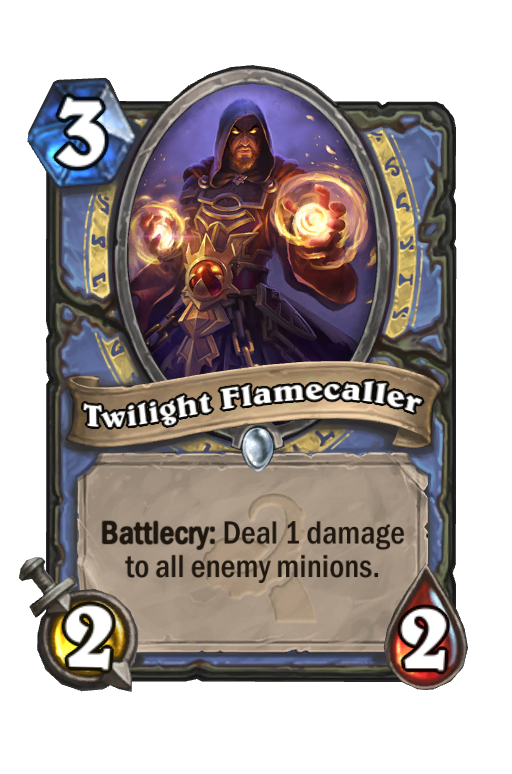 3
Twilight Flamecaller
Battlecry: Deal 1 damage
to all enemy minions.
2
2